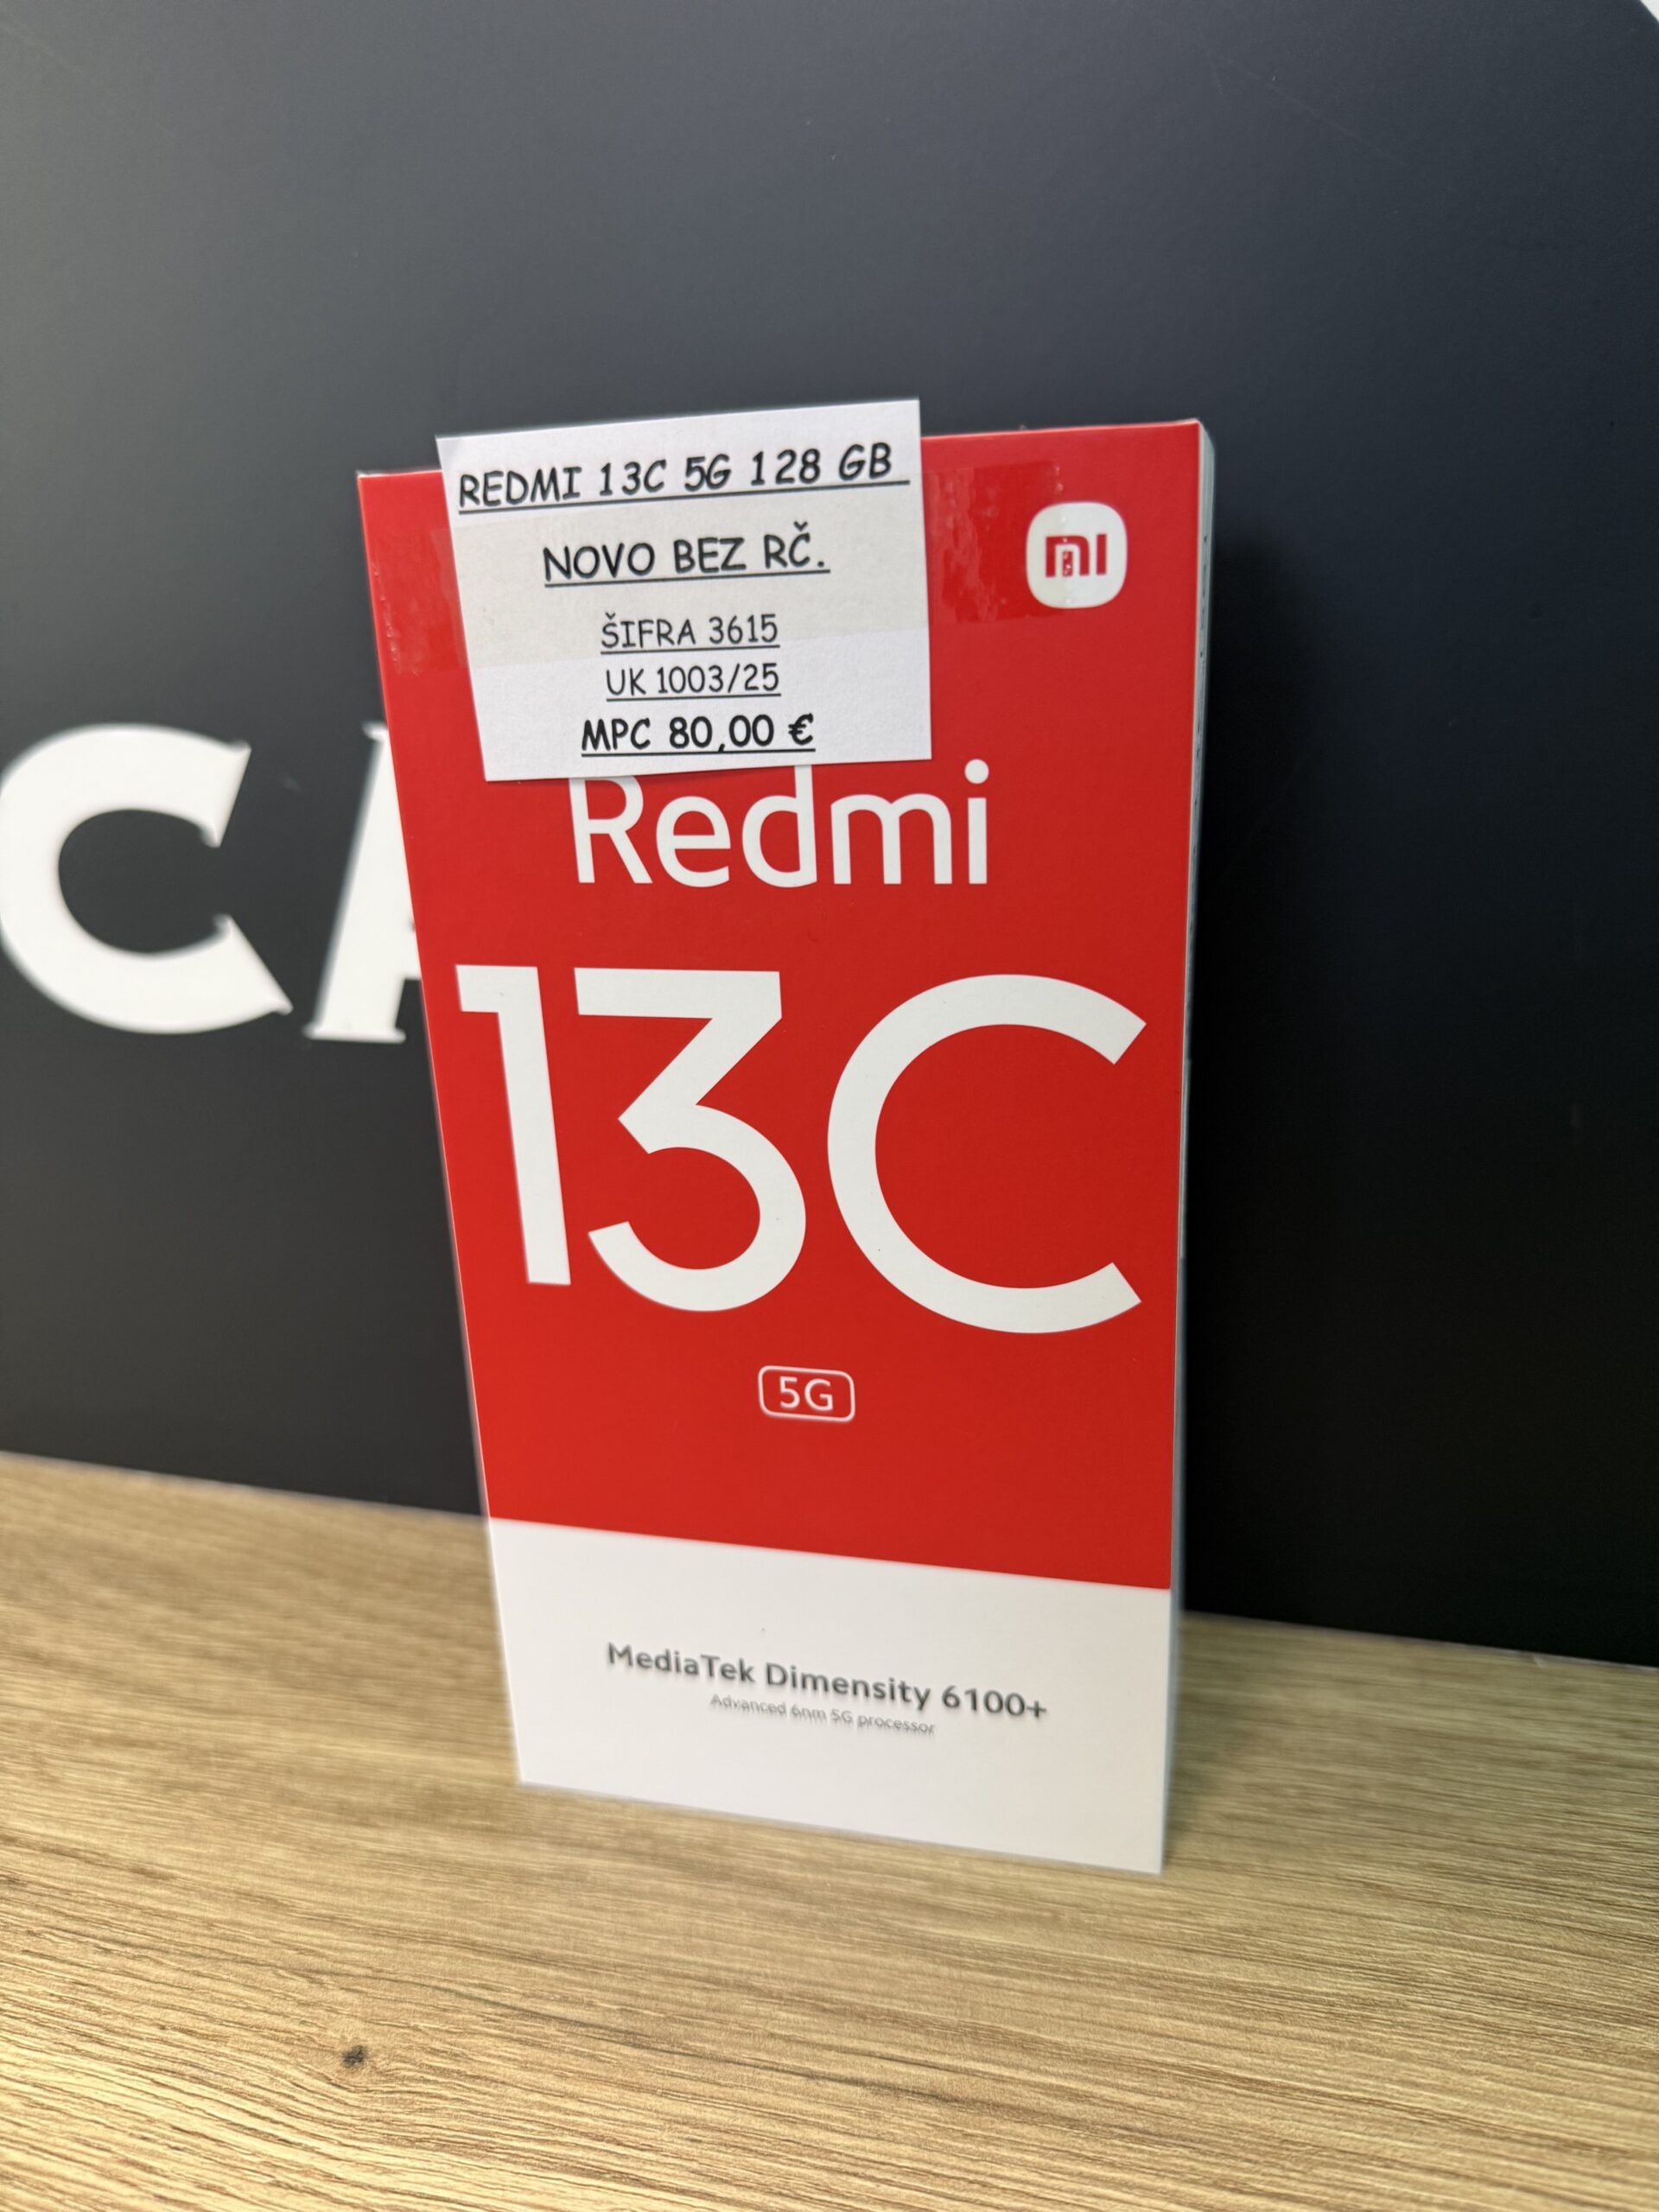 REDMI 13C 5G 128 GB
NOVO BEZ RČ.
ŠIFRA 3615
UK 1003/25
MPC 80,00 €
mi
Redmi
13C
5G
MediaTek Dimensity 6100+
Advanced 6nm 5G processor
CA